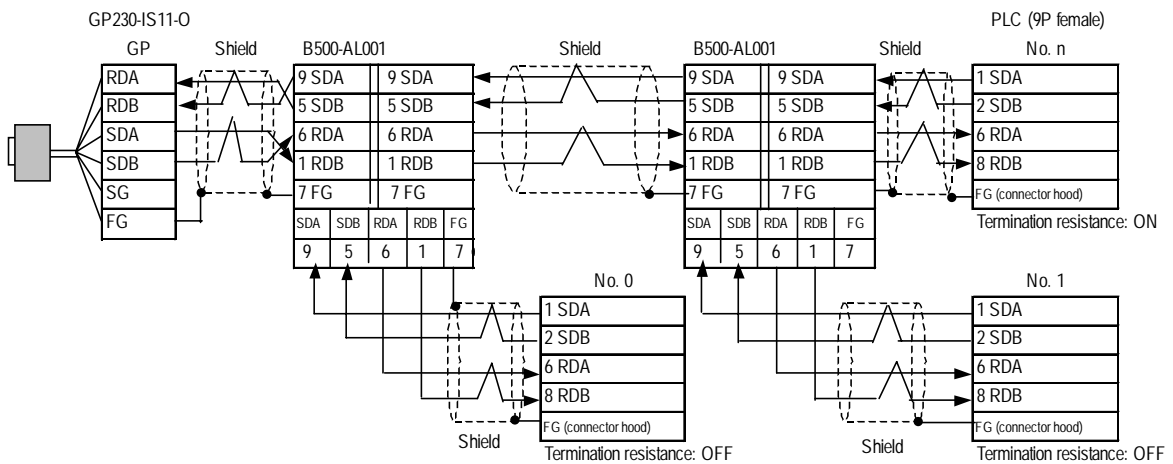 GP230-IS11-O
PLC (9P female)
GP Shield B500-AL001 Shield B500-AL001 Shield No. n
RDA 9 SDA 9 SDA 9 SDA 9 SDA 1 SDA
RDB 5 SDB 5 SDB 5 SDB 5 SDB 2 SDB
SDA 6 RDA 6 RDA 6 RDA 6 RDA 6 RDA
SDB 1 RDB 1 RDB 1 RDB 1 RDB 8 RDB
SG 7 FG 7 FG 7 FG 7 FG FG (connector hood)
FG SDA SDB RDA RDB FG SDA SDB RDA RDB FG Termination resistance: ON
9 5 6 1 7 9 5 6 1 7
No. 0 No. 1
1 SDA 1 SDA
2 SDB 2 SDB
6 RDA 6 RDA
8 RDB 8 RDB
FG (connector hood) FG (connector hood)
Shield Shield
Termination resistance: OFF Termination resistance: OFF